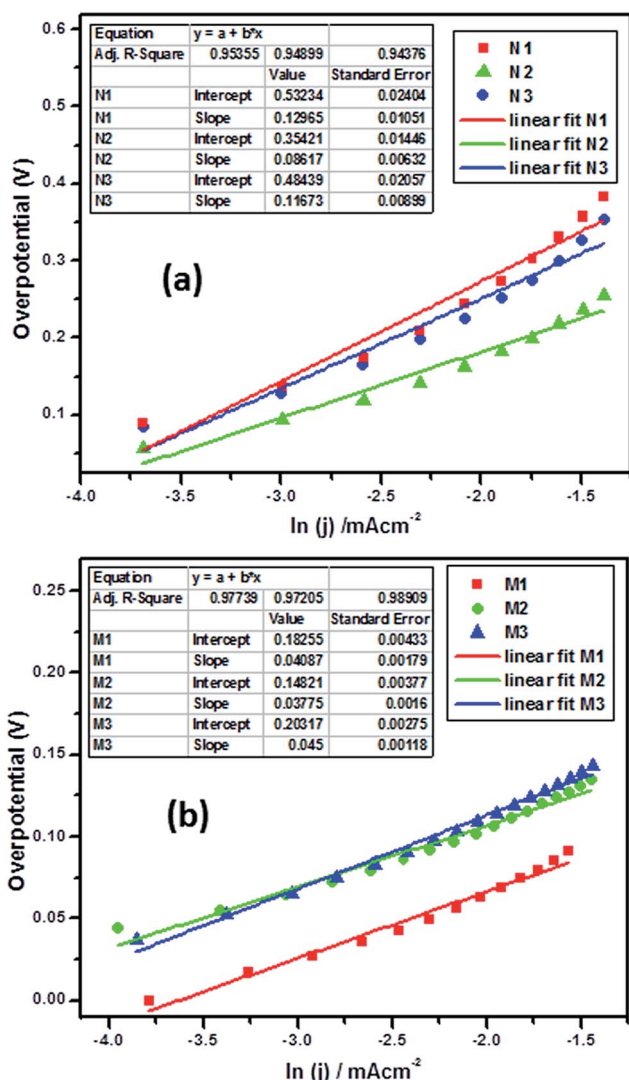 Equation y = a + b*x
Adj. R-Square 0.95355 0.94899 0.94376
Value Standard Error
N1 Intercept 0.53234 0.02404
N1 Slope 0.12965 0.01051
N2 Intercept 0.35421 0.01446
N2 Slope 0.08617 0.00632
N3 Intercept 0.48439 0.02057
N3 Slope 0.11673 0.00899
N1
N2
N3
linear fit N1
linear fit N2
linear fit N3
(a)
Overpotential (V)
0.6
0.5
0.4
0.3
0.2
0.1
-4.0 -3.5 -3.0 -2.5 -2.0 -1.5
ln (j) /mAcm-2
Equation y = a + b*x
Adj. R-Square 0.97739 0.97205 0.98909
Value Standard Error
M1 Intercept 0.18255 0.00433
M1 Slope 0.04087 0.00179
M2 Intercept 0.14821 0.00377
M2 Slope 0.03775 0.0016
M3 Intercept 0.20317 0.00275
M3 Slope 0.045 0.00118
M1
M2
M3
linear fit M1
linear fit M2
linear fit M3
(b)
Overpotential (V)
0.25
0.20
0.15
0.10
0.05
0.00
-4.0 -3.5 -3.0 -2.5 -2.0 -1.5
ln (j) / mAcm-2